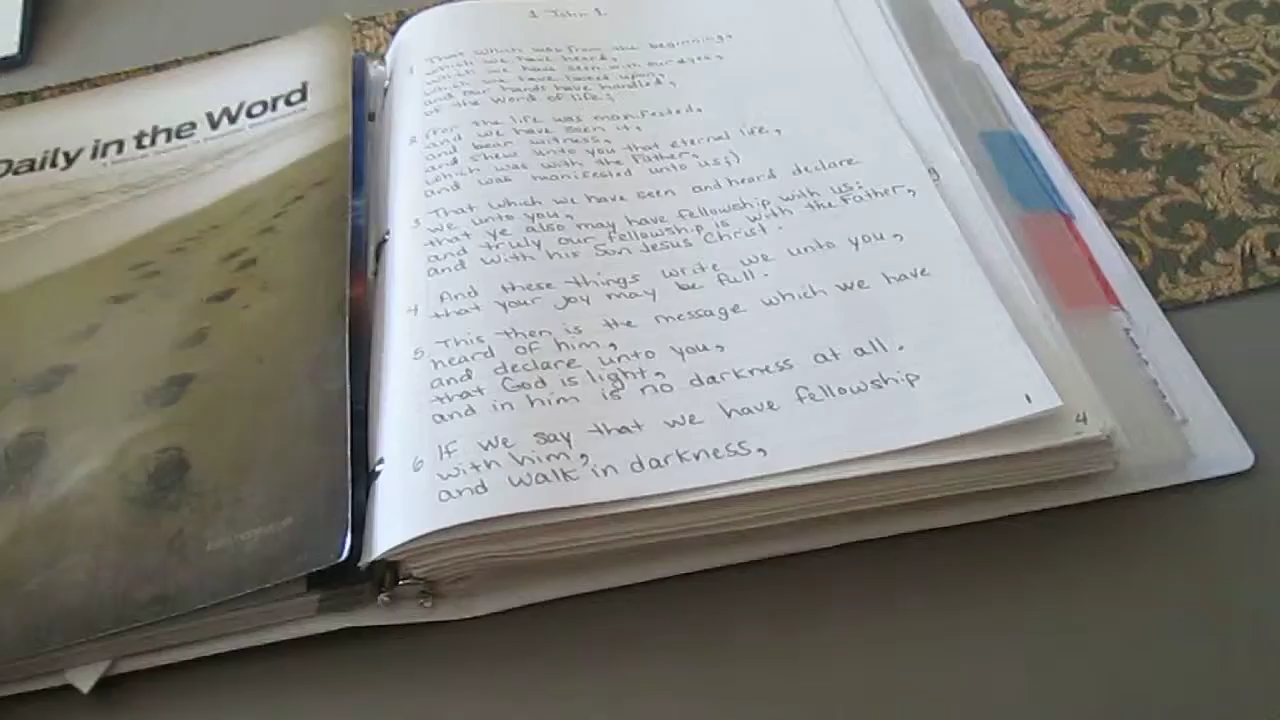 Daily in the Word
1 John 1.
1 That which was from the beginning,
which we have heard,
which we have seen with our eyes,
which we have looked upon,
and our hands have handled,
of the Word of life;
2 (For the life was manifested,
and we have seen it,
and bear witness,
and shew unto you that eternal life,
which was with the Father,
and was manifested unto us;)
3 That which we have seen and heard declare
we unto you,
that ye also may have fellowship with us:
and truly our fellowship is with the Father,
and with his Son Jesus Christ.
4 And these things write we unto you,
that your joy may be full.
5. This then is the message which we have
heard of him,
and declare unto you,
that God is light,
and in him is no darkness at all.
6 If we say that we have fellowship
with him,
and walk in darkness,
1
4